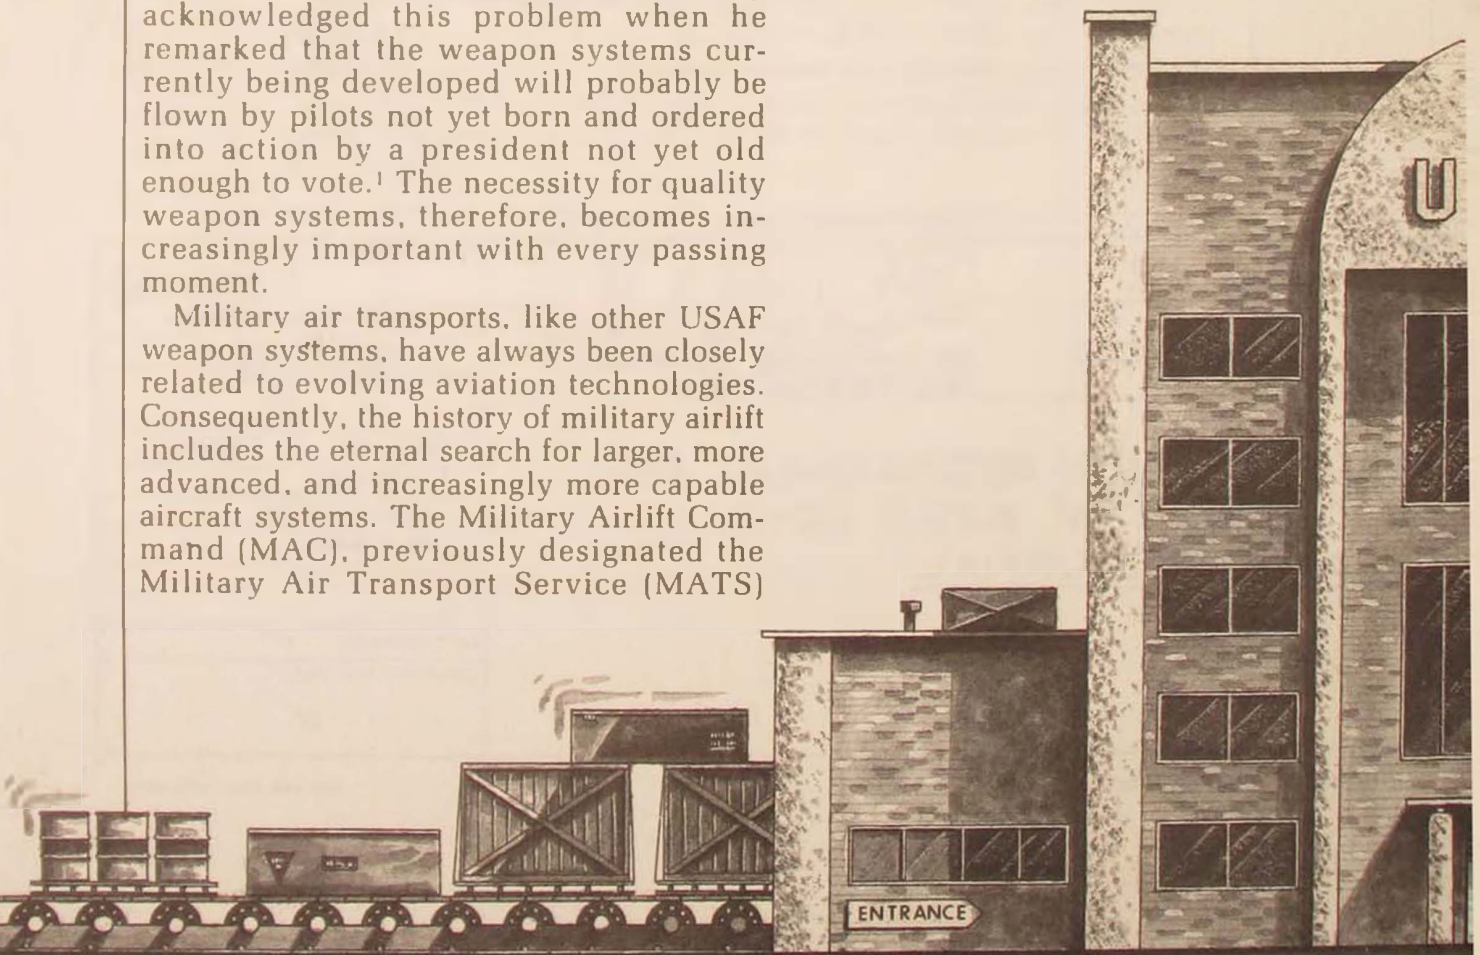 acknowledged this problem when he
remarked that the weapon systems cur-
rently being developed will probably be
flown by pilots not yet born and ordered
into action by a president not yet old
enough to vote.¹ The necessity for quality
weapon systems, therefore, becomes in-
creasingly important with every passing
moment.
Military air transports, like other USAF
weapon systems, have always been closely
related to evolving aviation technologies.
Consequently, the history of military airlift
includes the eternal search for larger, more
advanced, and increasingly more capable
aircraft systems. The Military Airlift Com-
mand (MAC), previously designated the
Military Air Transport Service (MATS)
U
ENTRANCE